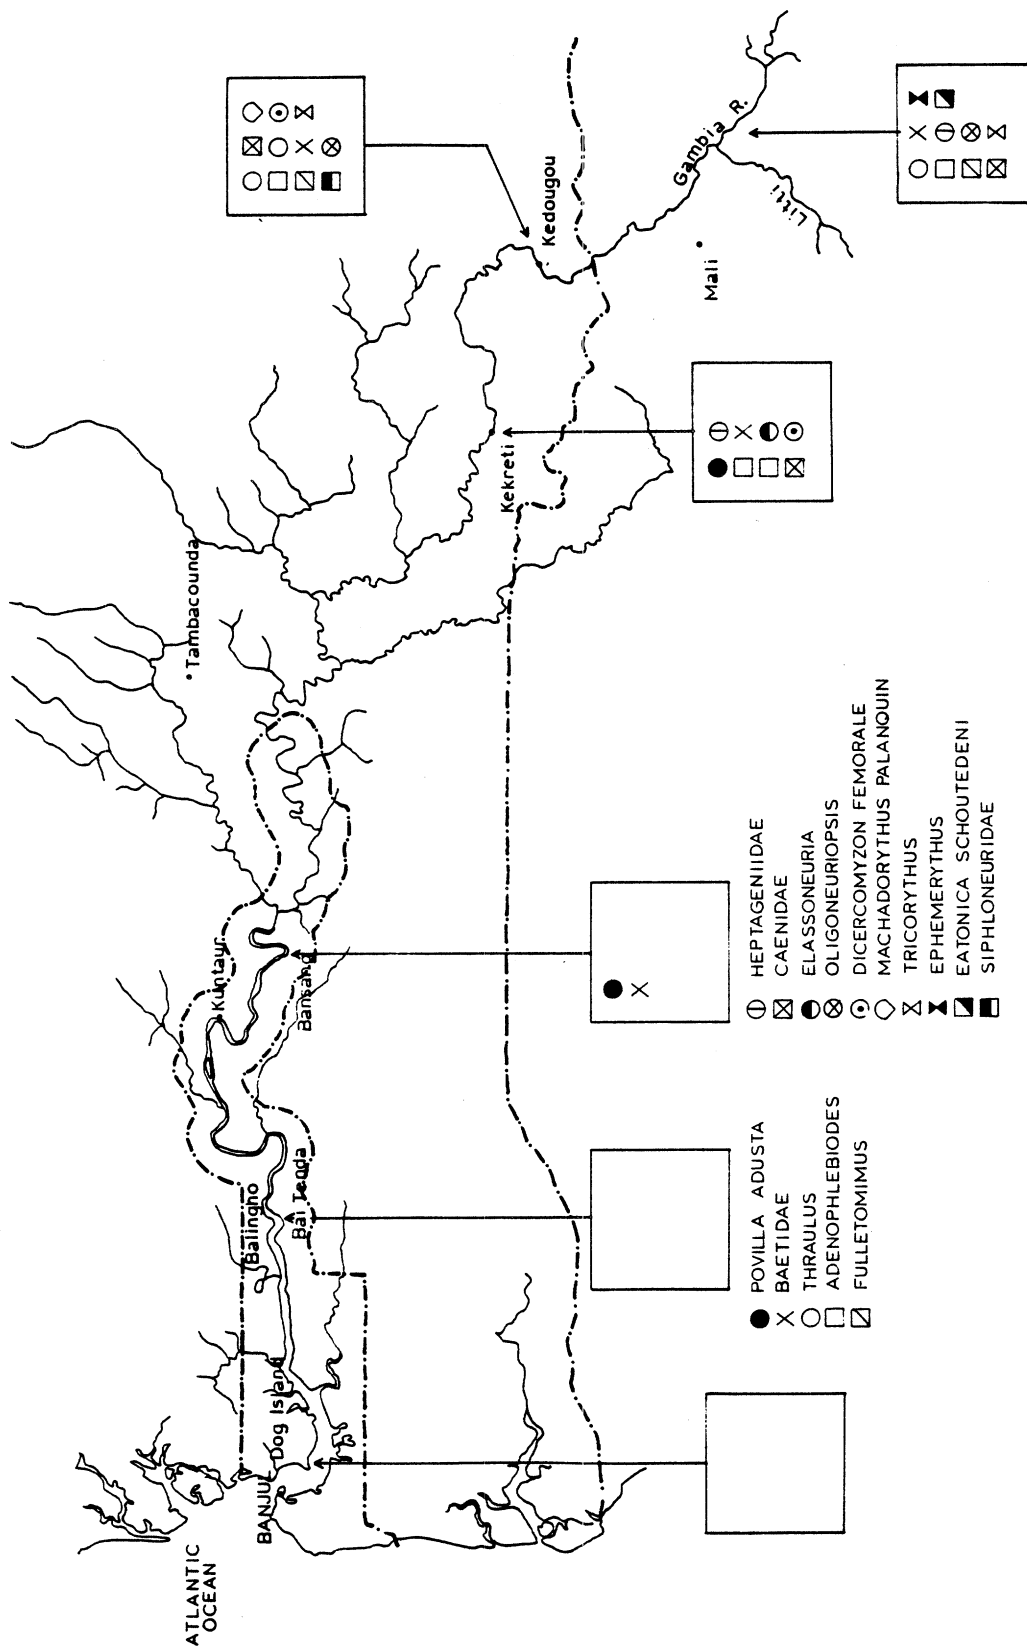 ATLANTIC
OCEAN
BANJUL
Dog Island
Balingho
Bai Tenda
Kuntaur
Bansang
Tambacounda
Kekreti
Kedougou
Mali
Gambia R.
Litti
POVILLA ADUSTA
BAETIDAE
THRAULUS
ADENOPHLEBIODES
FULLETOMIMUS
HEPTAGENIIDAE
CAENIDAE
ELASSONEURIA
OLIGONEURIOPSIS
DICERCOMYZON FEMORALE
MACHADORYTHUS PALANQUIN
TRICORYTHUS
EPHEMERYTHUS
EATONICA SCHOUTEDENI
SIPHLONEURIDAE